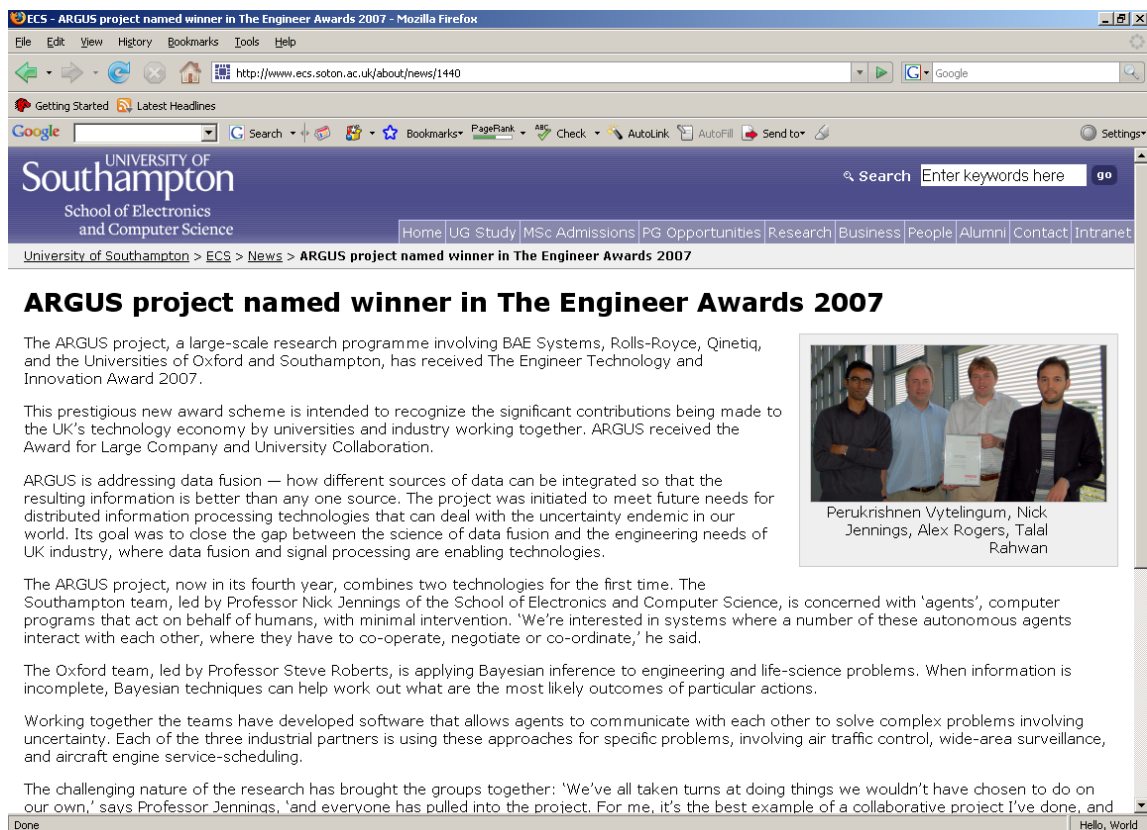 ECS - ARGUS project named winner in The Engineer Awards 2007 - Mozilla Firefox
File Edit View History Bookmarks Tools Help
http://www.ecs.soton.ac.uk/about/news/1440 G Google
Getting Started Latest Headlines
Google G Search Bookmarks PageRank ABC Check AutoLink AutoFill Send to Settings
UNIVERSITY OF
Southampton
School of Electronics
and Computer Science
Search Enter keywords here go
Home UG Study MSc Admissions PG Opportunities Research Business People Alumni Contact Intranet
University of Southampton > ECS > News > ARGUS project named winner in The Engineer Awards 2007
ARGUS project named winner in The Engineer Awards 2007
The ARGUS project, a large-scale research programme involving BAE Systems, Rolls-Royce, Qinetiq,
and the Universities of Oxford and Southampton, has received The Engineer Technology and
Innovation Award 2007.
This prestigious new award scheme is intended to recognize the significant contributions being made to
the UK's technology economy by universities and industry working together. ARGUS received the
Award for Large Company and University Collaboration.
ARGUS is addressing data fusion — how different sources of data can be integrated so that the
resulting information is better than any one source. The project was initiated to meet future needs for
distributed information processing technologies that can deal with the uncertainty endemic in our
world. Its goal was to close the gap between the science of data fusion and the engineering needs of
UK industry, where data fusion and signal processing are enabling technologies.
Perukrishnen Vytelingum, Nick
Jennings, Alex Rogers, Talal
Rahwan
The ARGUS project, now in its fourth year, combines two technologies for the first time. The
Southampton team, led by Professor Nick Jennings of the School of Electronics and Computer Science, is concerned with ‘agents’, computer
programs that act on behalf of humans, with minimal intervention. ‘We're interested in systems where a number of these autonomous agents
interact with each other, where they have to co-operate, negotiate or co-ordinate,’ he said.
The Oxford team, led by Professor Steve Roberts, is applying Bayesian inference to engineering and life-science problems. When information is
incomplete, Bayesian techniques can help work out what are the most likely outcomes of particular actions.
Working together the teams have developed software that allows agents to communicate with each other to solve complex problems involving
uncertainty. Each of the three industrial partners is using these approaches for specific problems, involving air traffic control, wide-area surveillance,
and aircraft engine service-scheduling.
The challenging nature of the research has brought the groups together: ‘We've all taken turns at doing things we wouldn't have chosen to do on
our own,’ says Professor Jennings, ‘and everyone has pulled into the project. For me, it's the best example of a collaborative project I've done, and
Done Hello, World